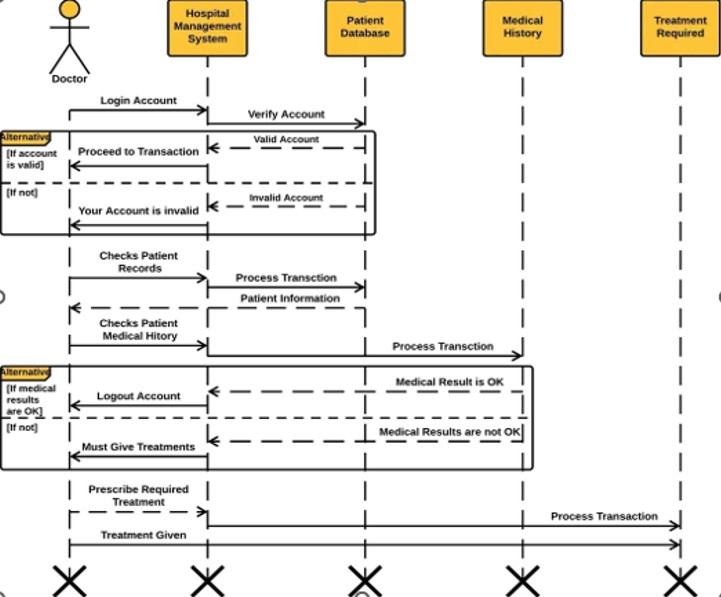 Hospital
Management
System
Patient
Database
Medical
History
Treatment
Required
Doctor
Login Account
Verify Account
Alternative
Valid Account
[If account
is valid]
Proceed to Transaction
[If not]
Invalid Account
Your Account is invalid
Checks Patient
Records
Process Transction
Patient Information
Checks Patient
Medical Hitory
Process Transction
Alternative
Medical Result is OK
[If medical
results
are OK]
Logout Account
[If not]
Medical Results are not OK
Must Give Treatments
Prescribe Required
Treatment
Process Transaction
Treatment Given